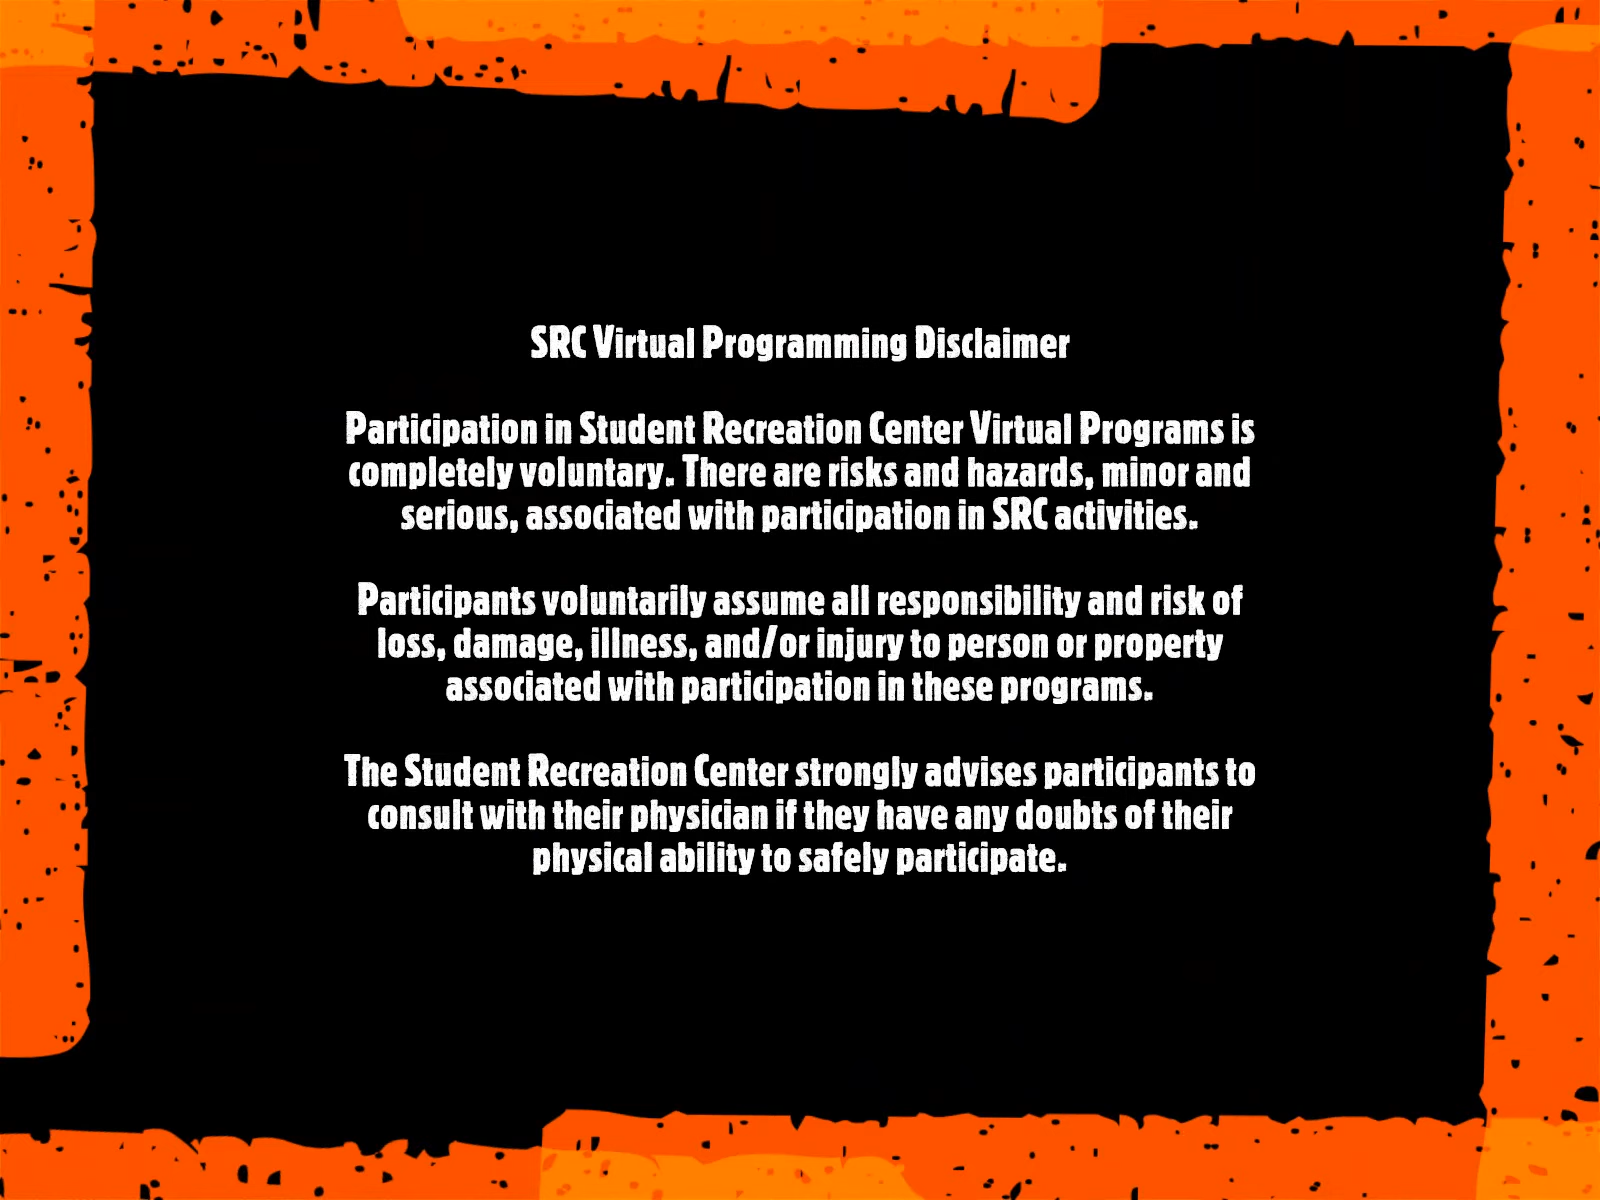 SRC Virtual Programming Disclaimer
Participation in Student Recreation Center Virtual Programs is
completely voluntary. There are risks and hazards, minor and
serious, associated with participation in SRC activities.
Participants voluntarily assume all responsibility and risk of
loss, damage, illness, and/or injury to person or property
associated with participation in these programs.
The Student Recreation Center strongly advises participants to
consult with their physician if they have any doubts of their
physical ability to safely participate.